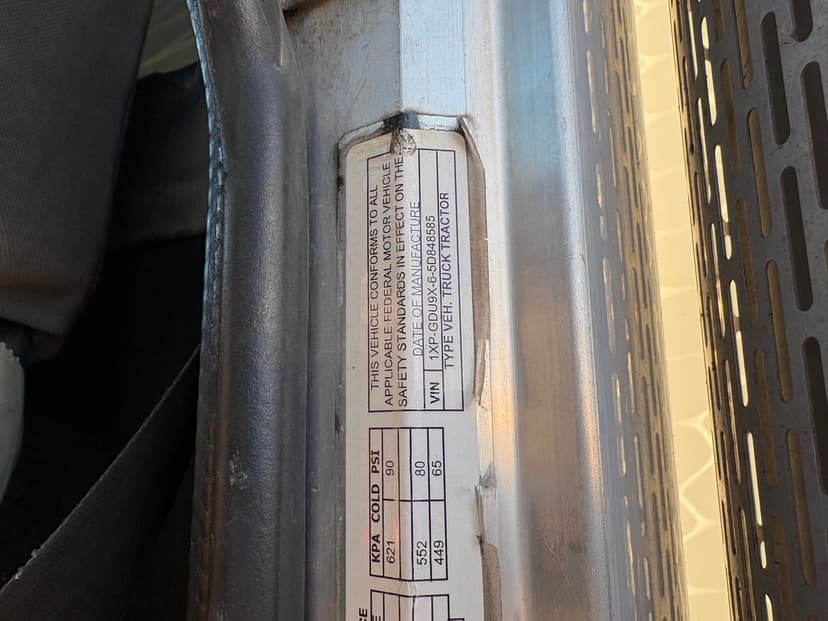 THIS VEHICLE CONFORMS TO ALL
APPLICABLE FEDERAL MOTOR VEHICLE
SAFETY STANDARDS IN EFFECT ON THE
DATE OF MANUFACTURE
VIN 1XP-GDU9X-6-5D848585
TYPE VEH. TRUCK TRACTOR
KPA COLD PSI
621 90
552 80
449 65